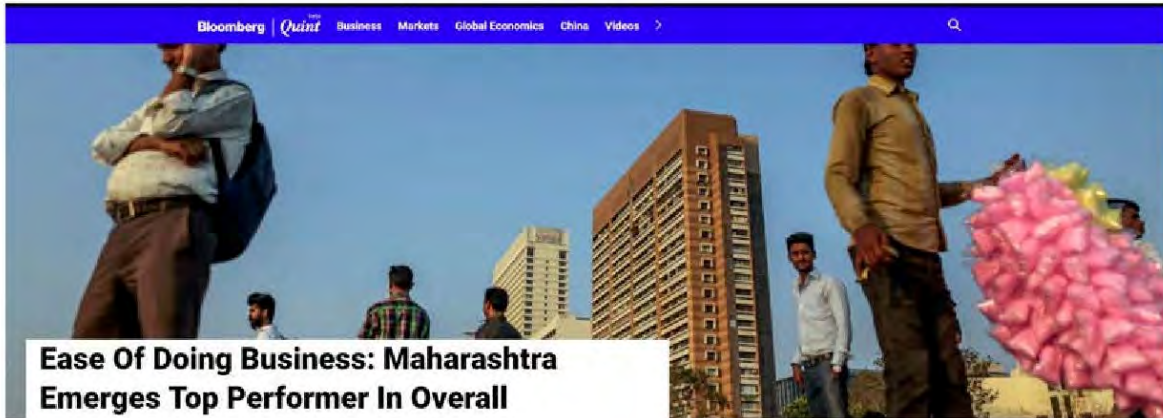 Bloomberg | Quint Business Markets Global Economics China Videos >
Ease Of Doing Business: Maharashtra
Emerges Top Performer In Overall